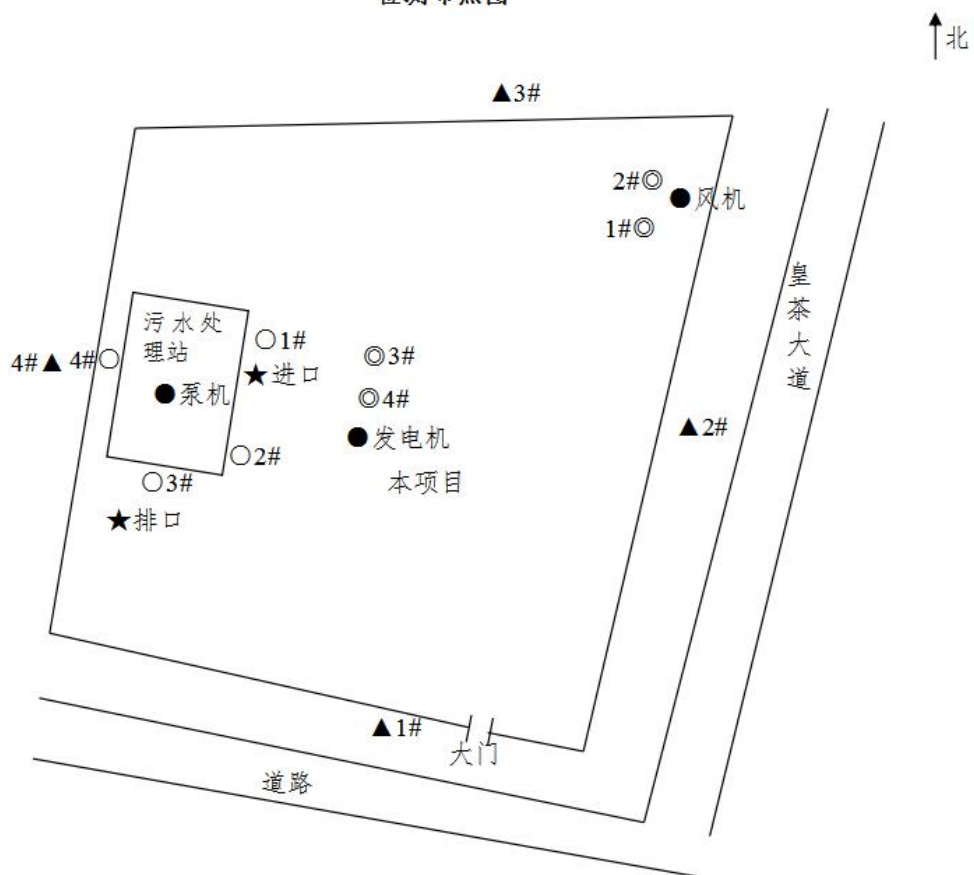 ▲3#
北
2#◎
●风机
1#◎
皇茶大道
污水处
理站
○1#
◎3#
4#▲ 4#○
★进口
●泵机
◎4#
▲2#
●发电机
○2#
本项目
○3#
★排口
▲1#
大门
道路